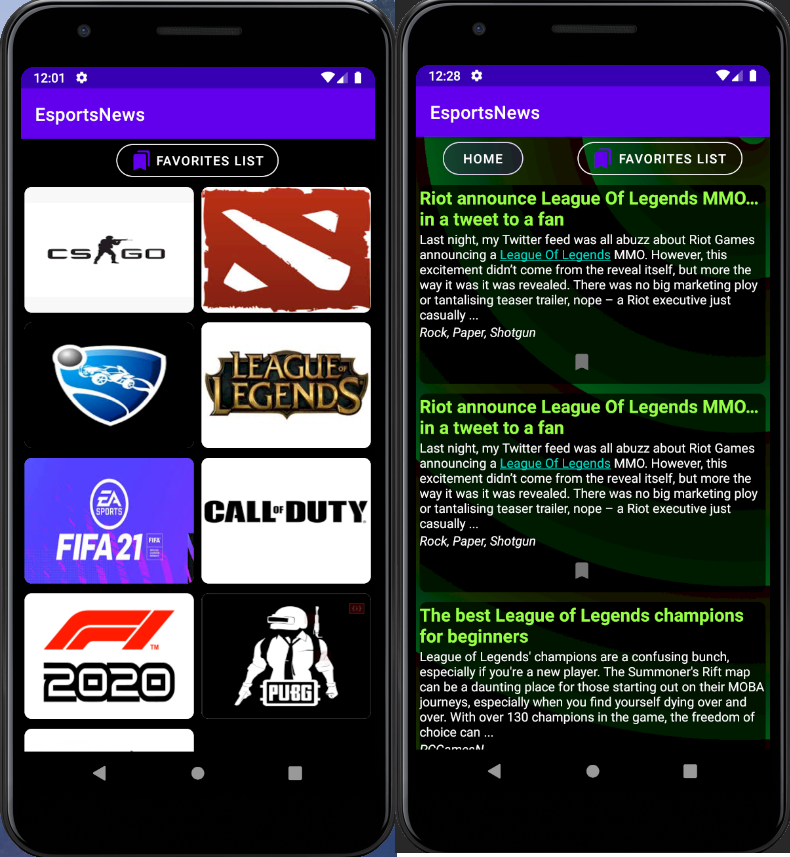 12:01
EsportsNews
FAVORITES LIST
CS GO
LEAGUE OF
LEGENDS
EA
SPORTS
FIFA 21
FIFA
CALL OF DUTY
TM
2020
PUBG
12:28
EsportsNews
HOME
FAVORITES LIST
Riot announce League Of Legends MMO…
in a tweet to a fan
Last night, my Twitter feed was all abuzz about Riot Games
announcing a League Of Legends MMO. However, this
excitement didn’t come from the reveal itself, but more the
way it was it was revealed. There was no big marketing ploy
or tantalising teaser trailer, nope – a Riot executive just
casually ...
Rock, Paper, Shotgun
Riot announce League Of Legends MMO…
in a tweet to a fan
Last night, my Twitter feed was all abuzz about Riot Games
announcing a League Of Legends MMO. However, this
excitement didn’t come from the reveal itself, but more the
way it was it was revealed. There was no big marketing ploy
or tantalising teaser trailer, nope – a Riot executive just
casually ...
Rock, Paper, Shotgun
The best League of Legends champions
for beginners
League of Legends' champions are a confusing bunch,
especially if you're a new player. The Summoner's Rift map
can be a daunting place for those starting out on their MOBA
journeys, especially when you find yourself dying over and
over. With over 130 champions in the game, the freedom of
choice can ...
PCGamesN